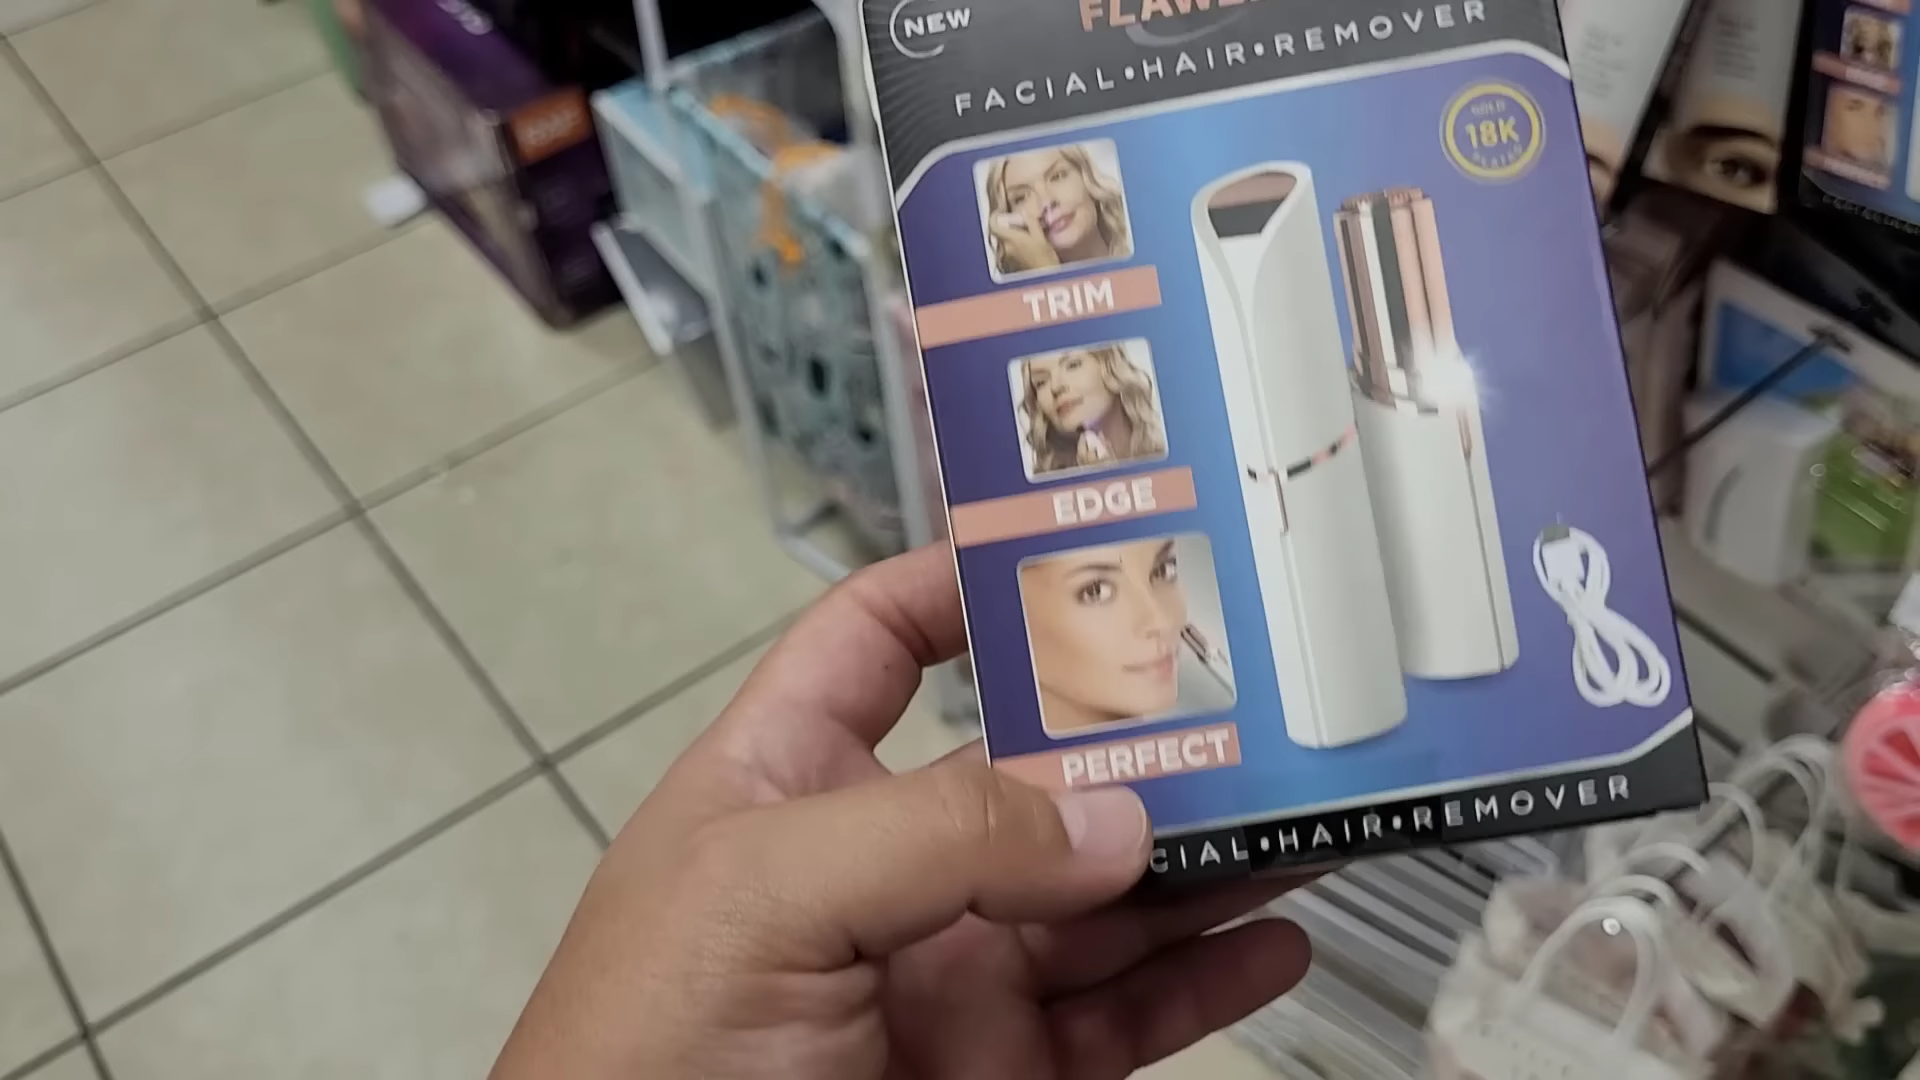 NEW
FACIAL•HAIR•REMOVER
GOLD
18K
PLATED
TRIM
EDGE
PERFECT
CIAL•HAIR•REMOVER